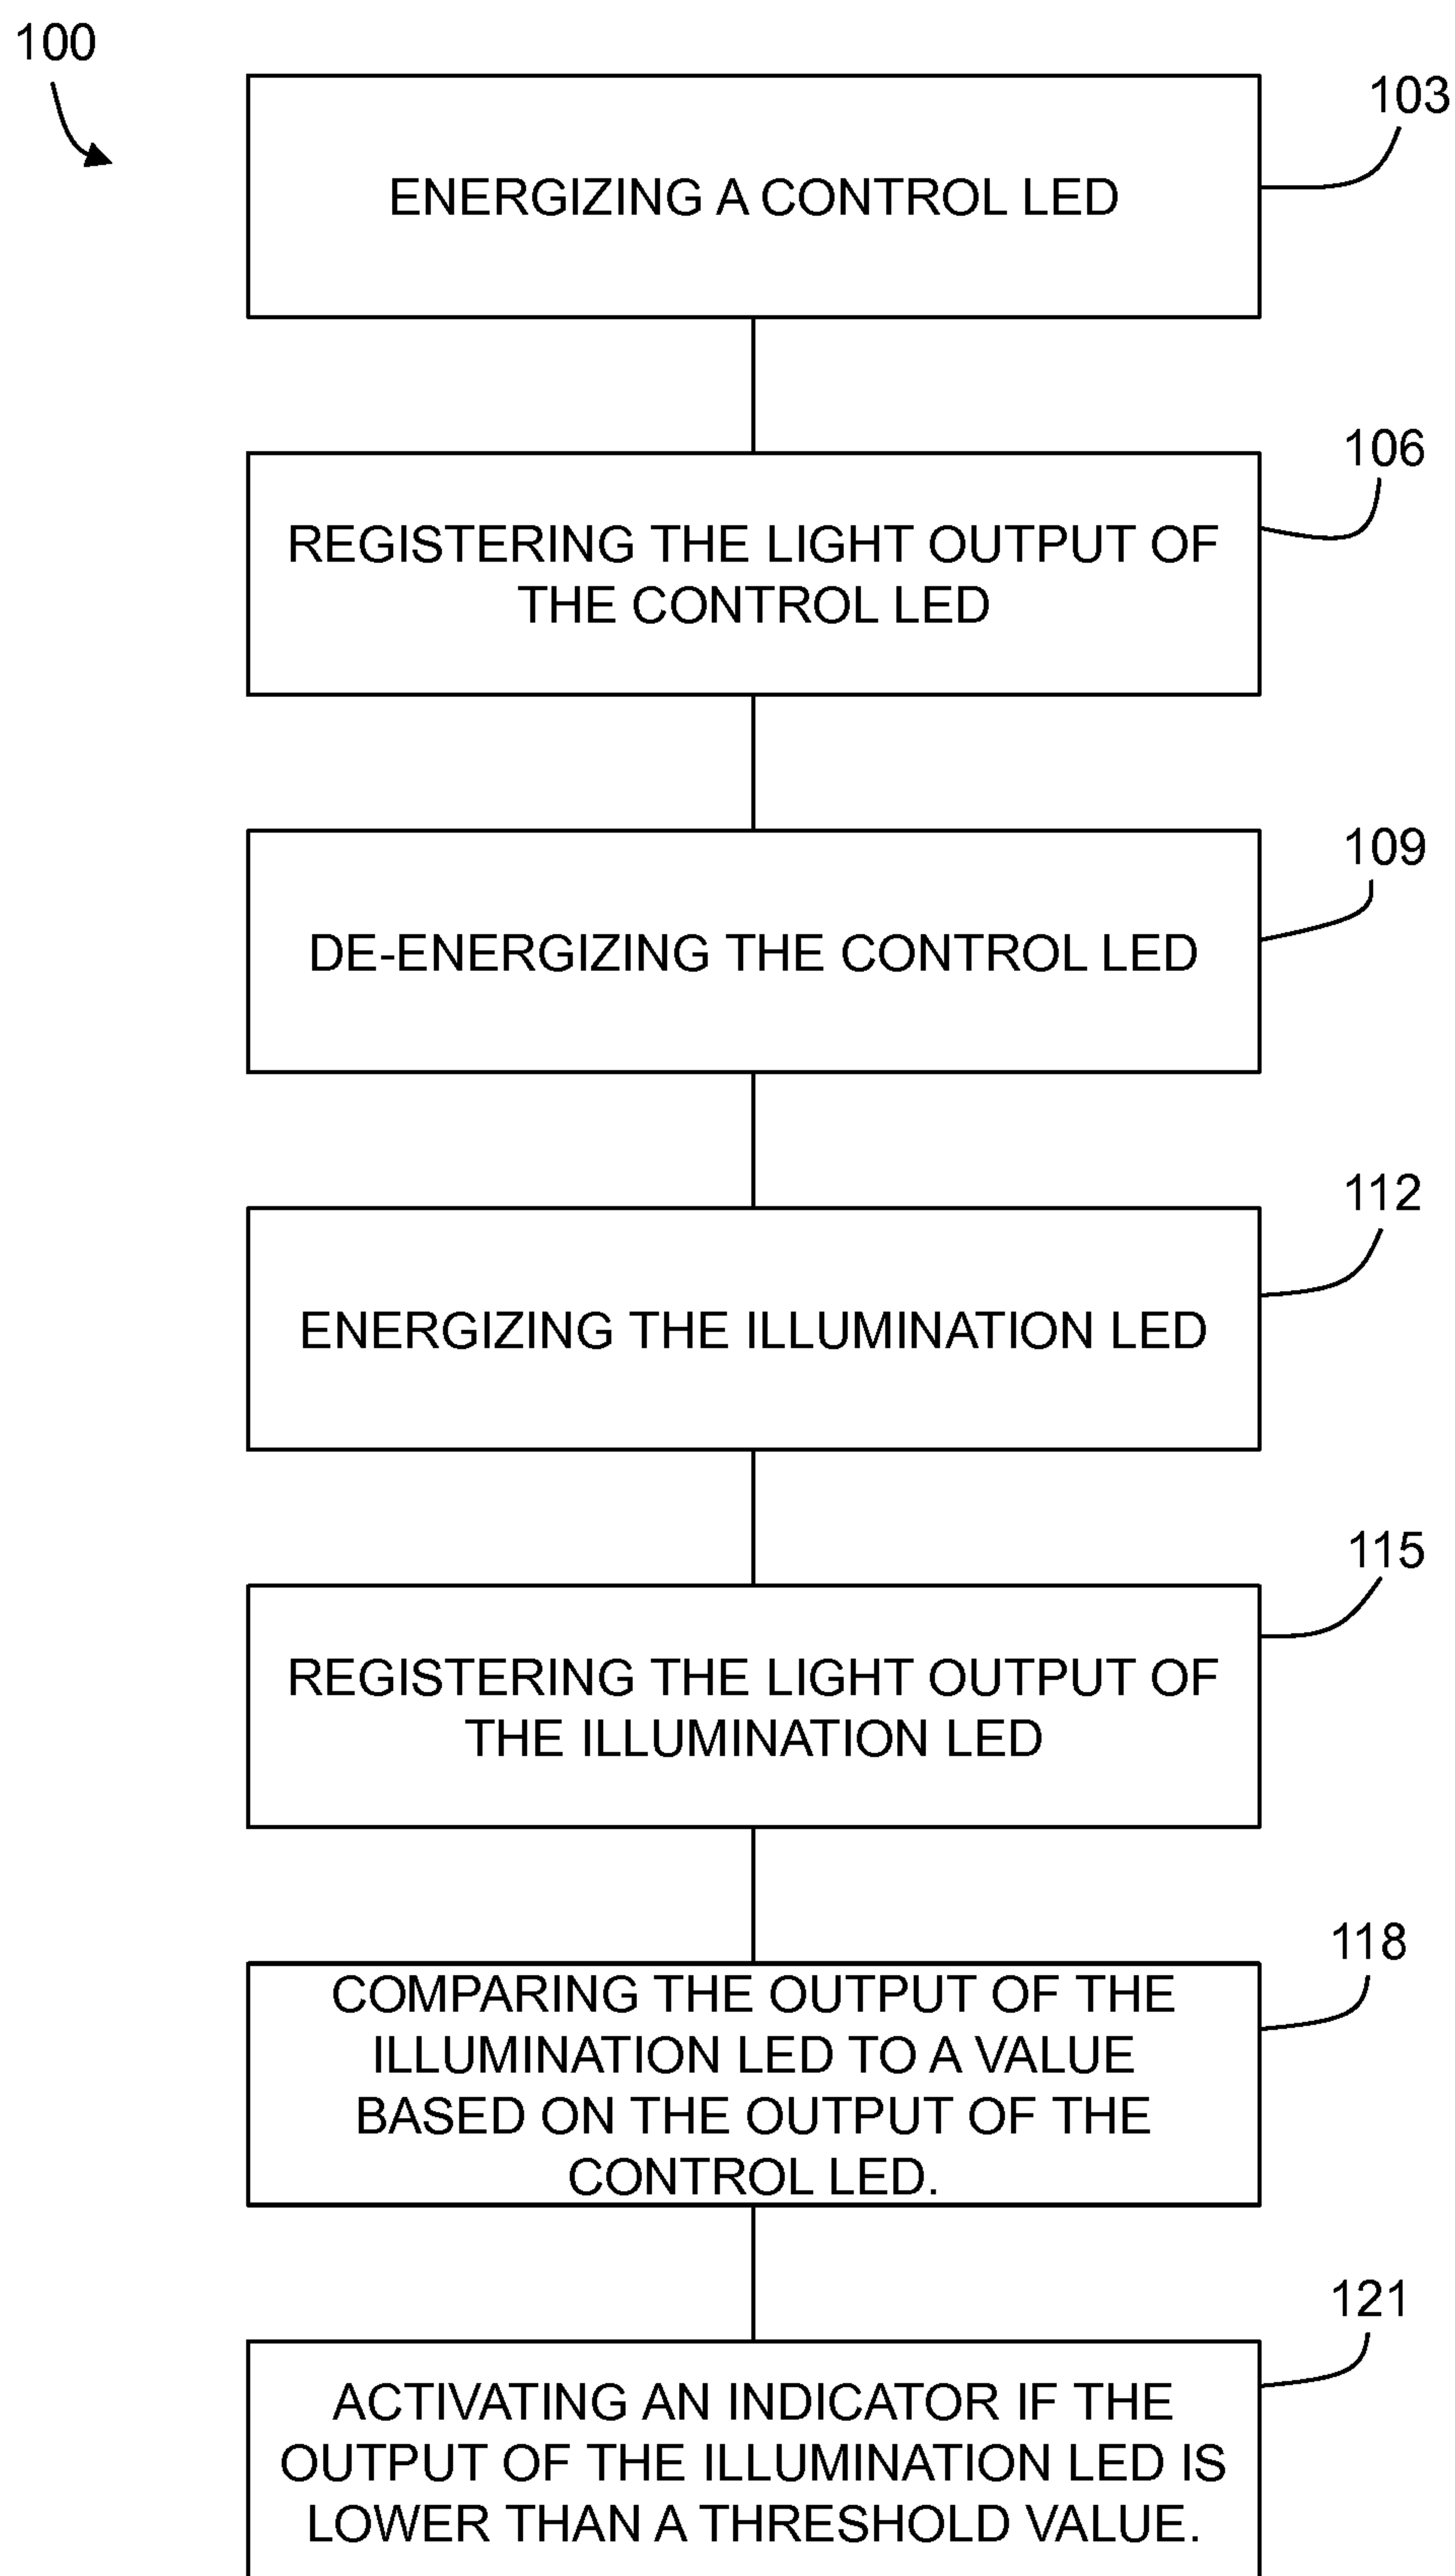 100
103
ENERGIZING A CONTROL LED
106
REGISTERING THE LIGHT OUTPUT OF
THE CONTROL LED
109
DE-ENERGIZING THE CONTROL LED
112
ENERGIZING THE ILLUMINATION LED
115
REGISTERING THE LIGHT OUTPUT OF
THE ILLUMINATION LED
118
COMPARING THE OUTPUT OF THE
ILLUMINATION LED TO A VALUE
BASED ON THE OUTPUT OF THE
CONTROL LED.
121
ACTIVATING AN INDICATOR IF THE
OUTPUT OF THE ILLUMINATION LED IS
LOWER THAN A THRESHOLD VALUE.